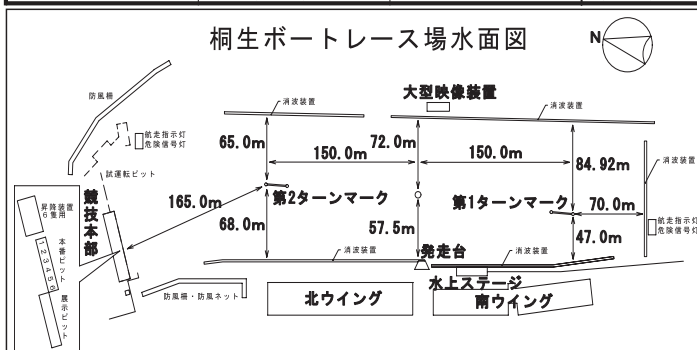 桐生ボートレース場水面図
N
防風柵
消波装置
大型映像装置
消波装置
航走指示灯
危険信号灯
65.0m
72.0m
150.0m
150.0m
84.92m
消波装置
試運転ピット
165.0m
第2ターンマーク
第1ターンマーク
70.0m
昇降装置
6隻用
競技本部
68.0m
57.5m
47.0m
航走指示灯
危険信号灯
本番ピット
1 2 3 4 5 6
消波装置
発走台
消波装置
水上ステージ
展示ピット
防風柵・防風ネット
北ウイング
南ウイング